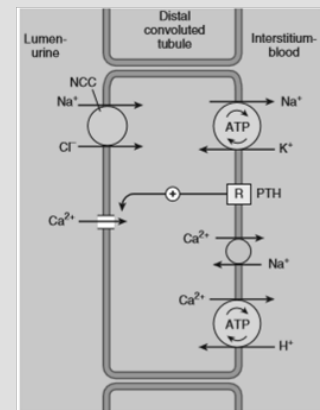 Distal
convoluted
tubule
Lumen-
urine
Interstitium-
blood
NCC
Na⁺
Na⁺
ATP
Cl⁻
K⁺
+
R
PTH
Ca²⁺
Ca²⁺
Na⁺
Ca²⁺
ATP
H⁺